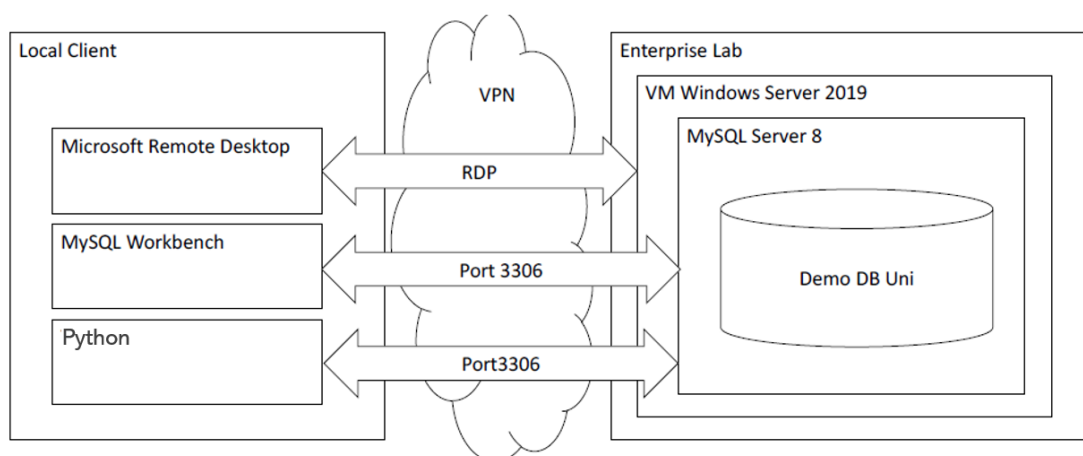 Local Client
VPN
Enterprise Lab
VM Windows Server 2019
MySQL Server 8
Microsoft Remote Desktop
RDP
MySQL Workbench
Port 3306
Demo DB Uni
Python
Port3306